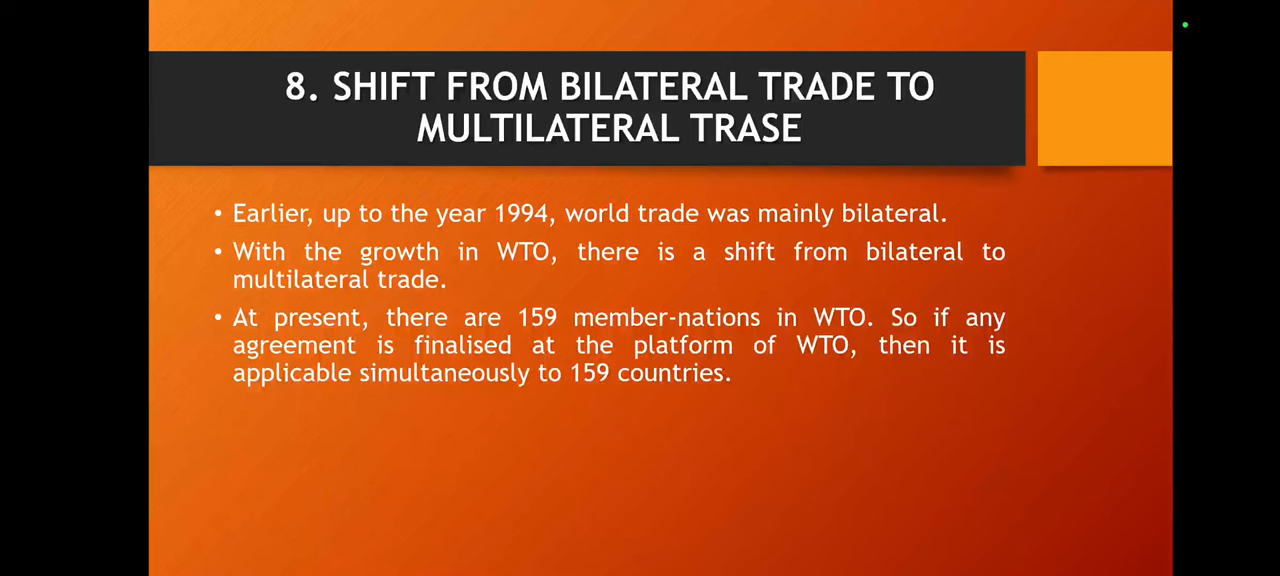 8. SHIFT FROM BILATERAL TRADE TO
MULTILATERAL TRASE
• Earlier, up to the year 1994, world trade was mainly bilateral.
• With the growth in WTO, there is a shift from bilateral to
multilateral trade.
• At present, there are 159 member-nations in WTO. So if any
agreement is finalised at the platform of WTO, then it is
applicable simultaneously to 159 countries.